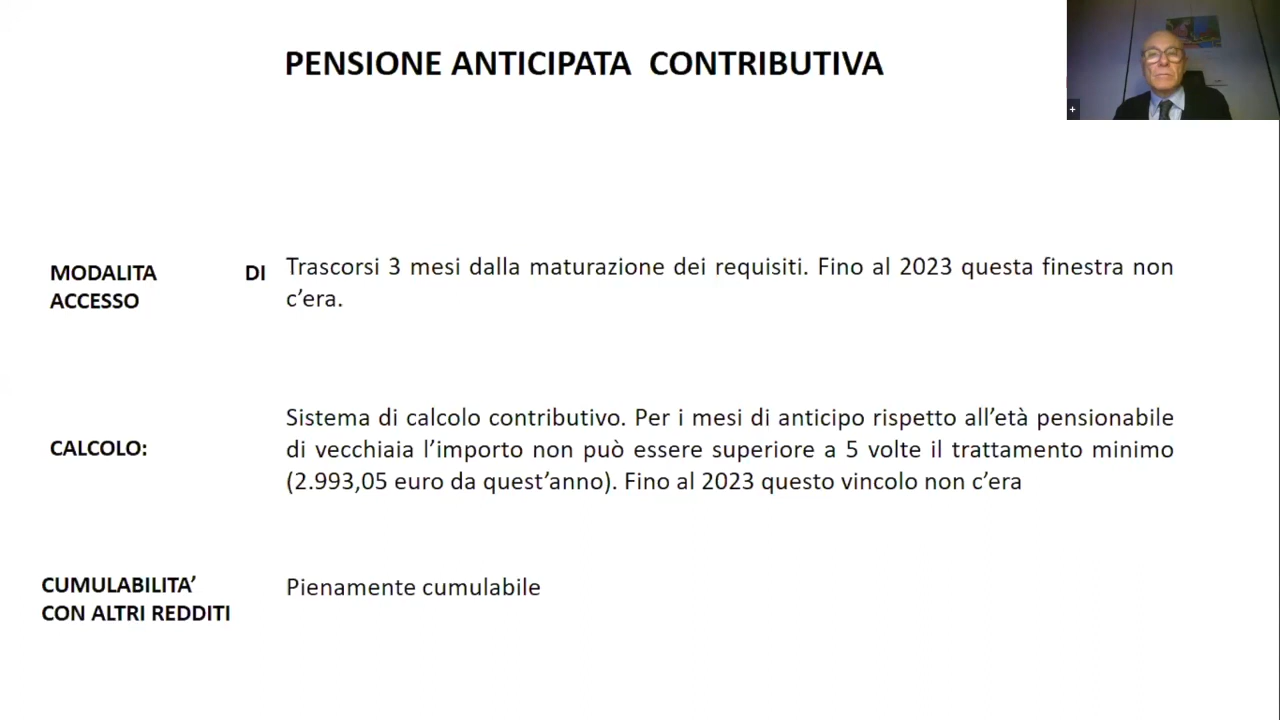 PENSIONE ANTICIPATA CONTRIBUTIVA
+
MODALITA DI
ACCESSO
Trascorsi 3 mesi dalla maturazione dei requisiti. Fino al 2023 questa finestra non
c’era.
CALCOLO:
Sistema di calcolo contributivo. Per i mesi di anticipo rispetto all’età pensionabile
di vecchiaia l’importo non può essere superiore a 5 volte il trattamento minimo
(2.993,05 euro da quest’anno). Fino al 2023 questo vincolo non c’era
CUMULABILITA’
CON ALTRI REDDITI
Pienamente cumulabile